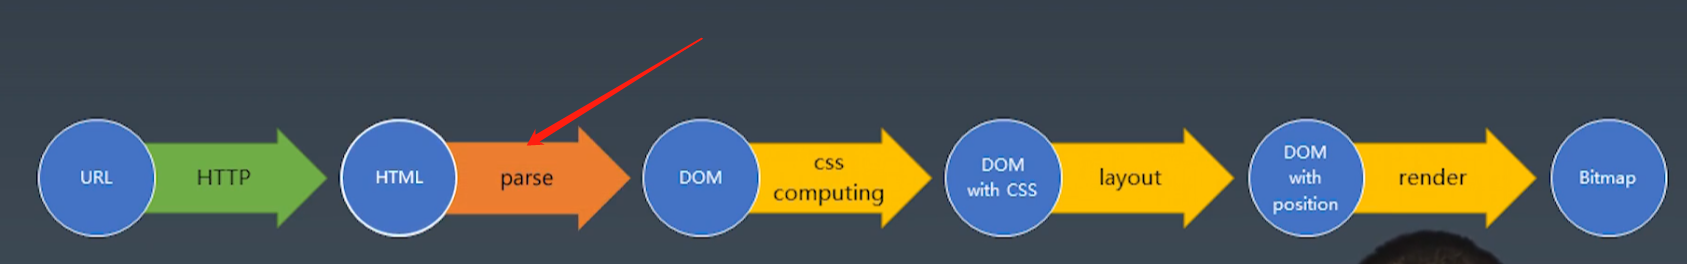 URL
HTTP
HTML
parse
DOM
css
computing
DOM
with CSS
layout
DOM
with
position
render
Bitmap